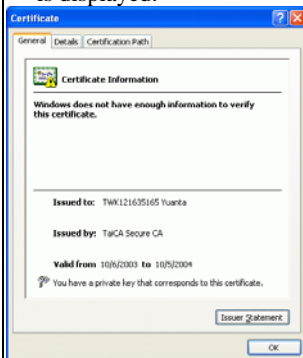 is displayed.
Certificate
General Details Certification Path
Certificate Information
Windows does not have enough information to verify
this certificate.
Issued to: TWK121635165 Yuanta
Issued by: TaiCA Secure CA
Valid from 10/6/2003 to 10/5/2004
You have a private key that corresponds to this certificate.
Issuer Statement
OK